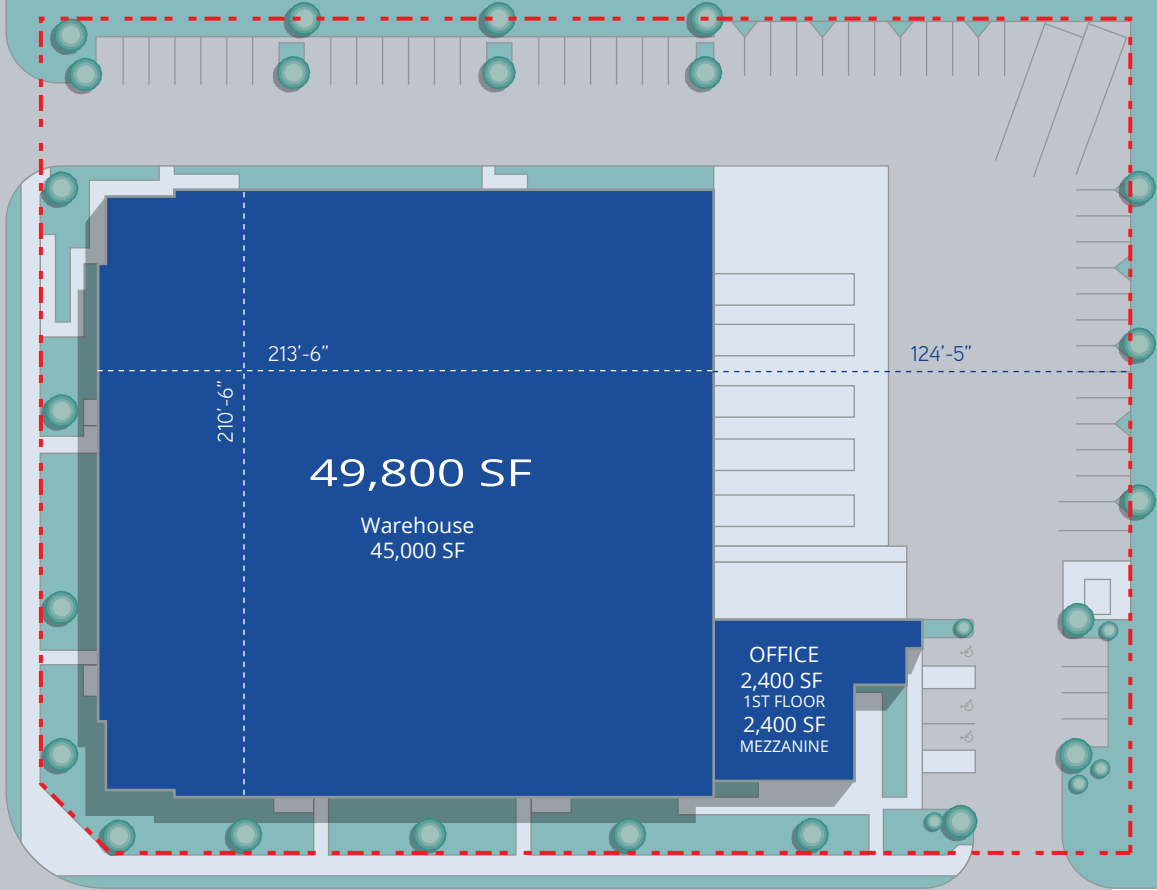 213’-6”
124’-5”
210’-6”
49,800 SF
Warehouse
45,000 SF
OFFICE
2,400 SF
1ST FLOOR
2,400 SF
MEZZANINE